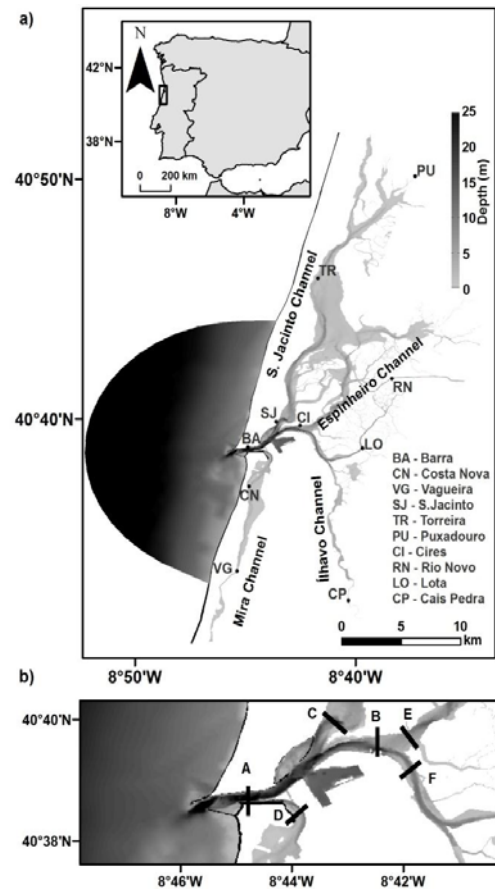 a)
N
42°N
38°N
0 200 km
8°W 4°W
25
20
15
10
5
0
Depth (m)
40°50'N
40°40'N
PU
TR
S. Jacinto Channel
Espinheiro Channel
RN
SJ
CI
BA
LO
CN
VG
Mira Channel
Ílhavo Channel
CP
BA - Barra
CN - Costa Nova
VG - Vagueira
SJ - S.Jacinto
TR - Torreira
PU - Puxadouro
CI - Cires
RN - Rio Novo
LO - Lota
CP - Cais Pedra
0 5 10
km
8°50'W 8°40'W
b)
40°40'N
40°38'N
A
B
C
D
E
F
8°46'W 8°44'W 8°42'W